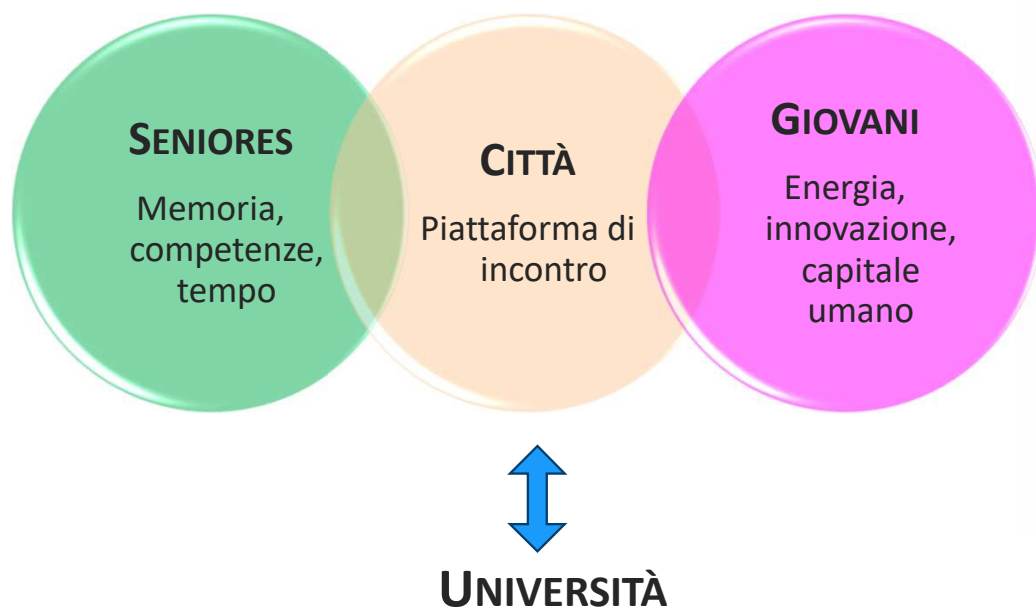 SENIORES
Memoria,
competenze,
tempo
CITTÀ
Piattaforma di
incontro
GIOVANI
Energia,
innovazione,
capitale
umano
UNIVERSITÀ